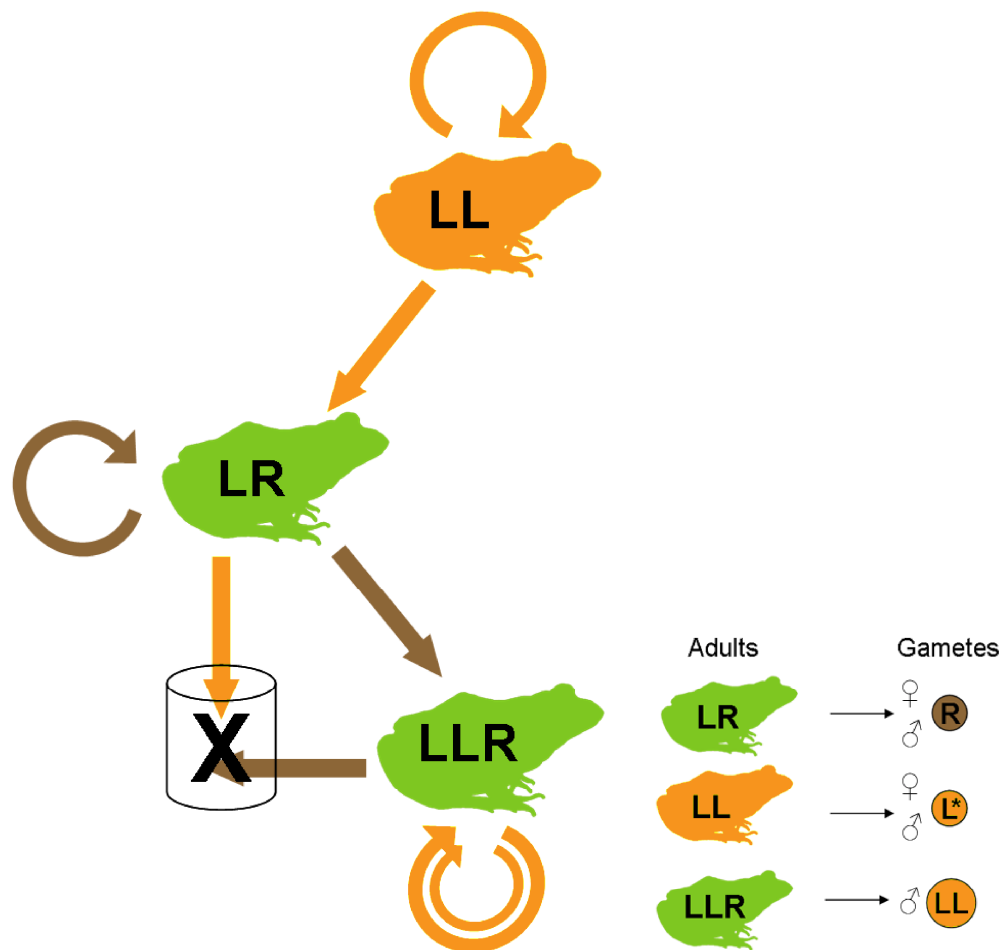 LL
LR
X
LLR
Adults Gametes
LR ♀ ♂ R
LL ♀ ♂ L*
LLR ♂ LL